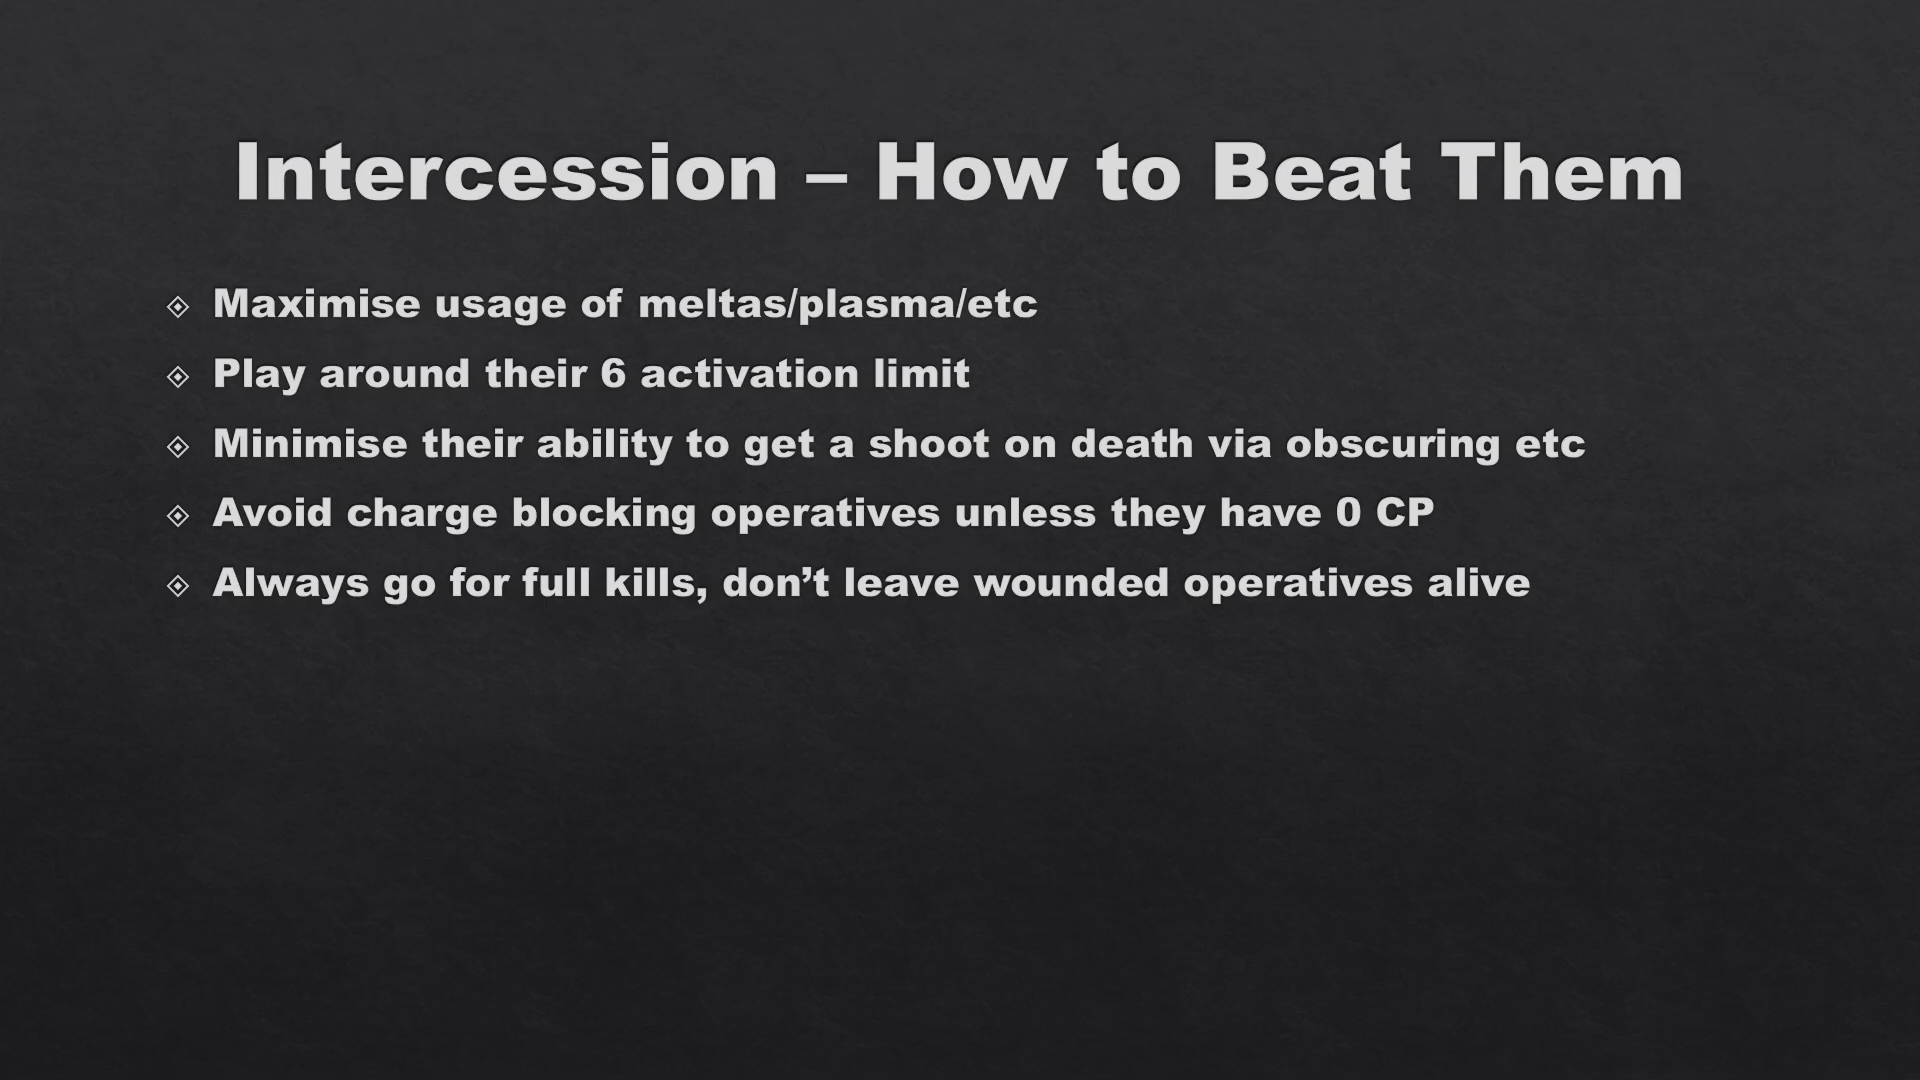 Intercession – How to Beat Them
Maximise usage of meltas/plasma/etc
Play around their 6 activation limit
Minimise their ability to get a shoot on death via obscuring etc
Avoid charge blocking operatives unless they have 0 CP
Always go for full kills, don’t leave wounded operatives alive